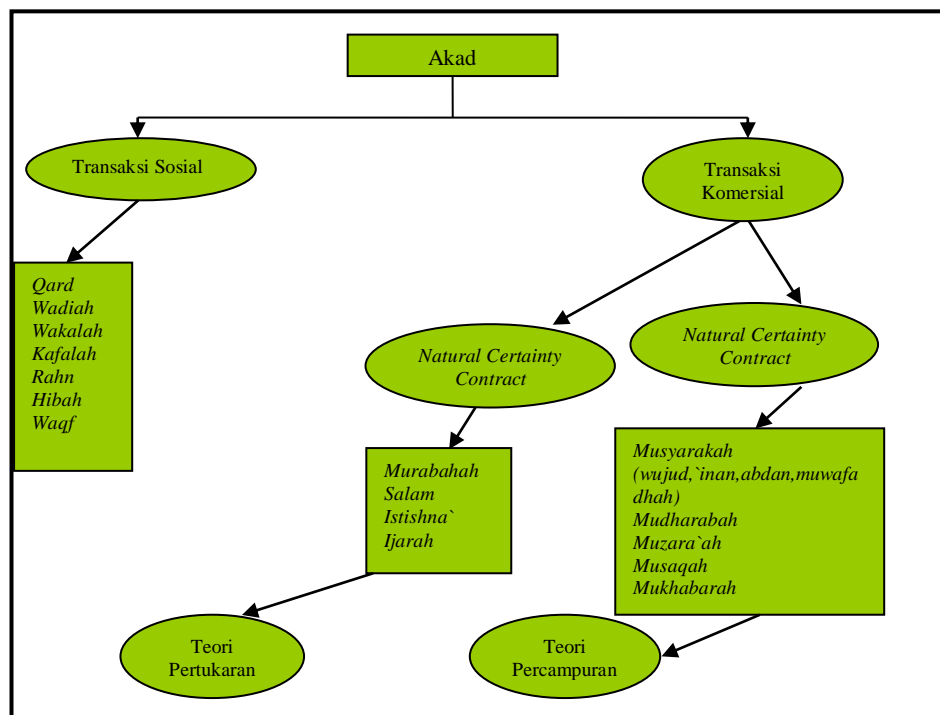 Akad
Transaksi Sosial
Transaksi
Komersial
Qard
Wadiah
Wakalah
Kafalah
Rahn
Hibah
Waqf
Natural Certainty
Contract
Natural Certainty
Contract
Murabahah
Salam
Istishna`
Ijarah
Musyarakah
(wujud,`inan,abdan,muwafa
dhah)
Mudharabah
Muzara`ah
Musaqah
Mukhabarah
Teori
Pertukaran
Teori
Percampuran